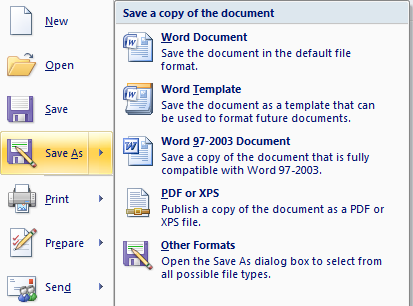 New
Open
Save
Save As
Print
Prepare
Send
Save a copy of the document
Word Document
Save the document in the default file
format.
Word Template
Save the document as a template that can
be used to format future documents.
Word 97-2003 Document
Save a copy of the document that is fully
compatible with Word 97-2003.
PDF or XPS
Publish a copy of the document as a PDF or
XPS file.
Other Formats
Open the Save As dialog box to select from
all possible file types.